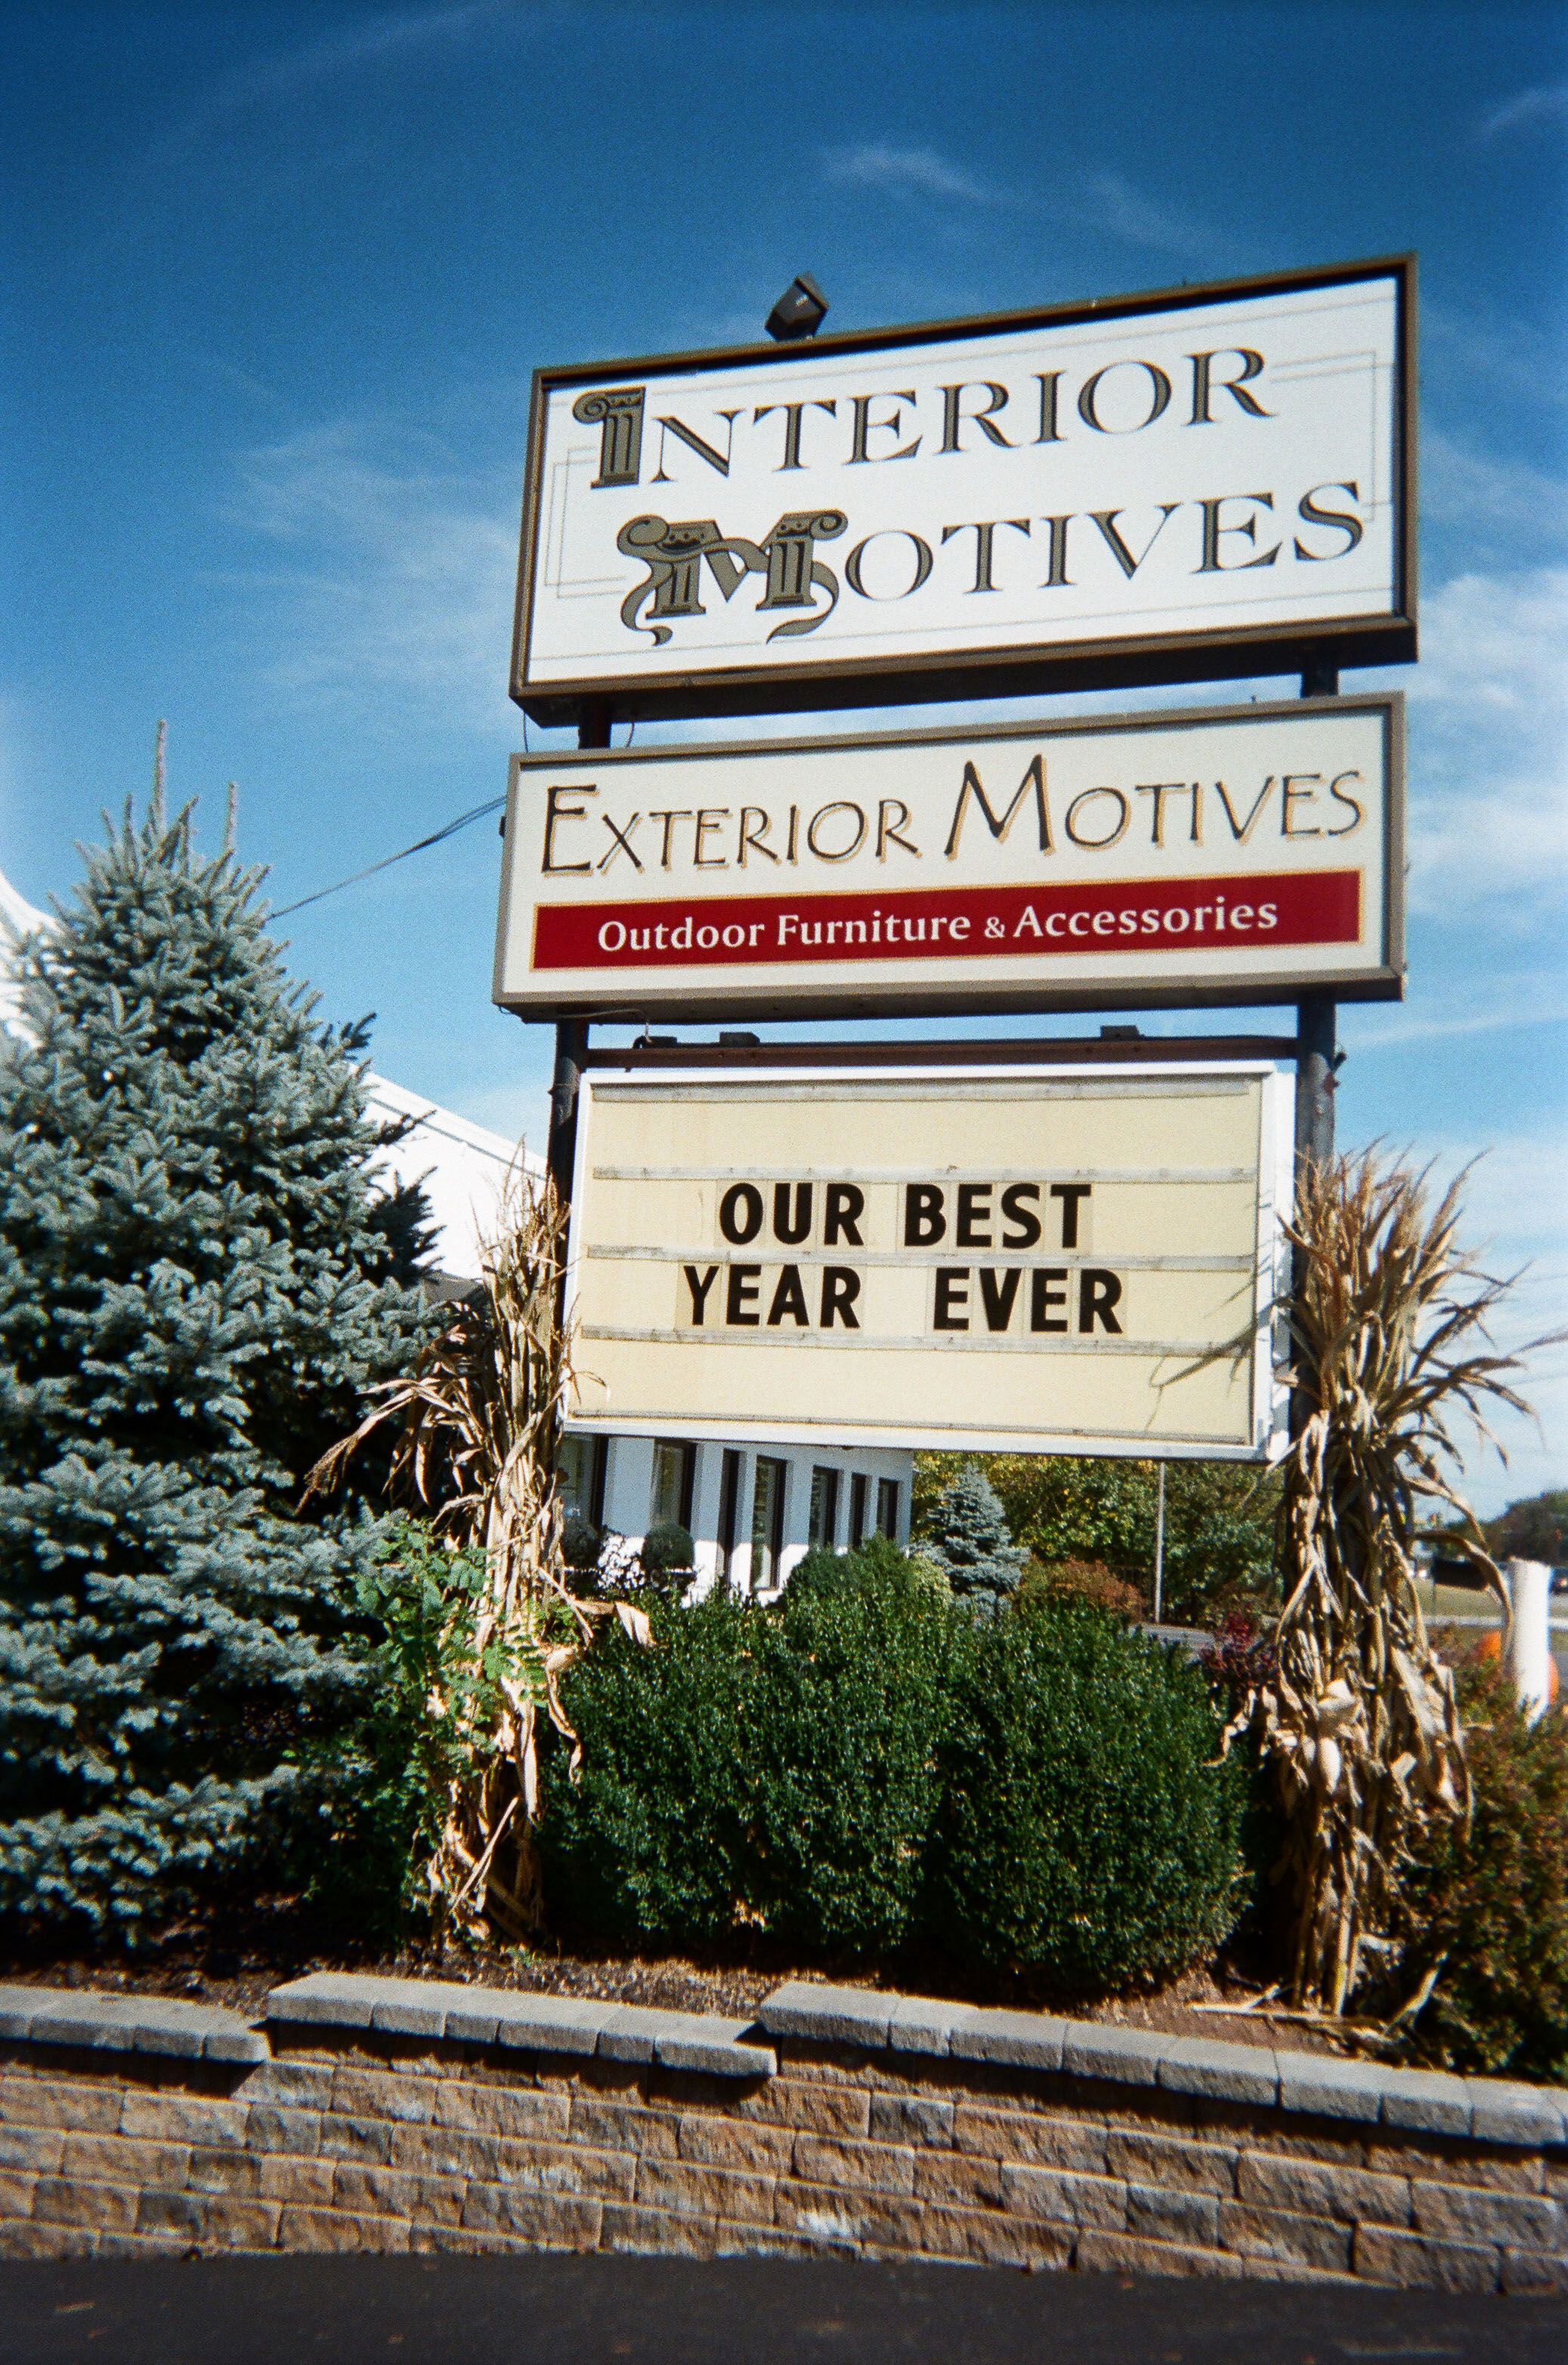 INTERIOR
MOTIVES
EXTERIOR MOTIVES
Outdoor Furniture & Accessories
OUR BEST
YEAR EVER